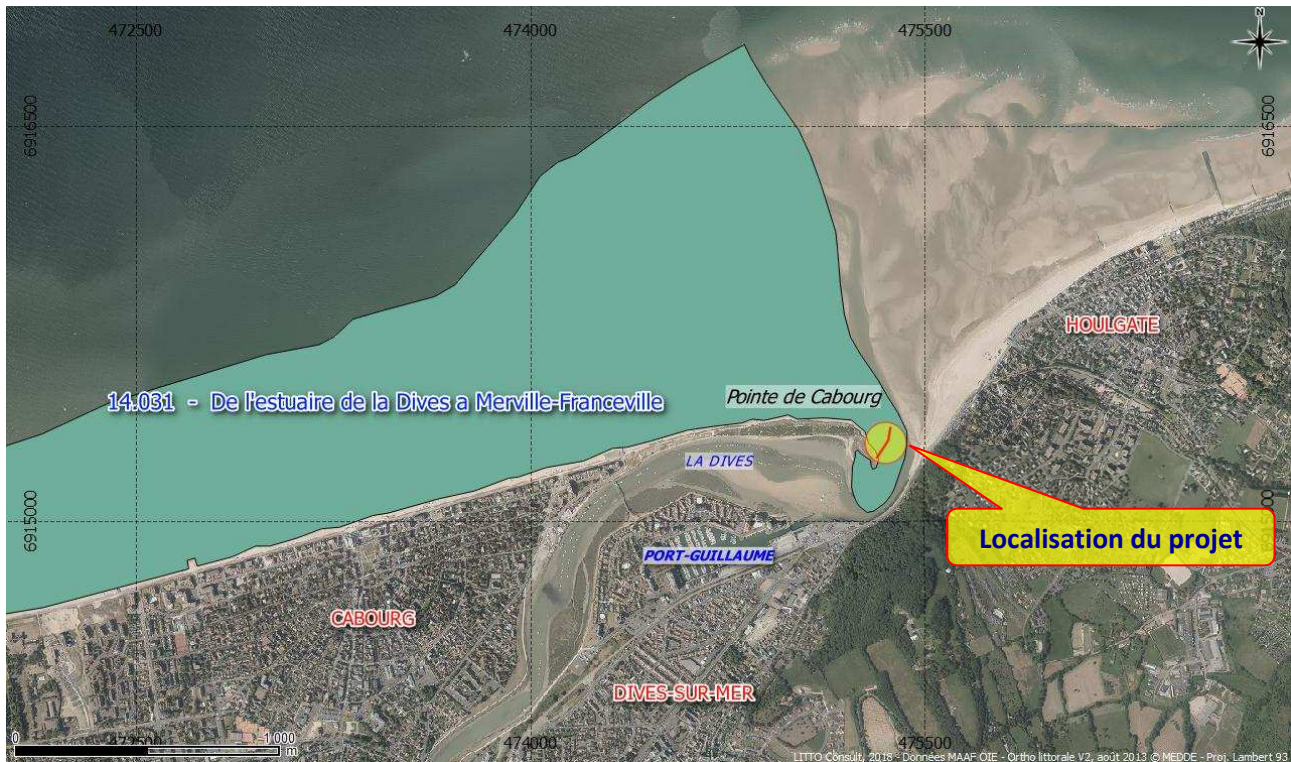 472500
474000
475500
N
6916500
6916500
HOULGATE
Pointe de Cabourg
14.031 - De l'estuaire de la Dives a Merville-Franceville
LA DIVES
6915000
Localisation du projet
PORT-GUILLAUME
CABOURG
DIVES-SUR-MER
0
1 000
m
472500
474000
475500
LITTO Consult, 2018 - Données MAAF OIE - Ortho littorale V2, août 2013 © MEDDE - Proj. Lambert 93